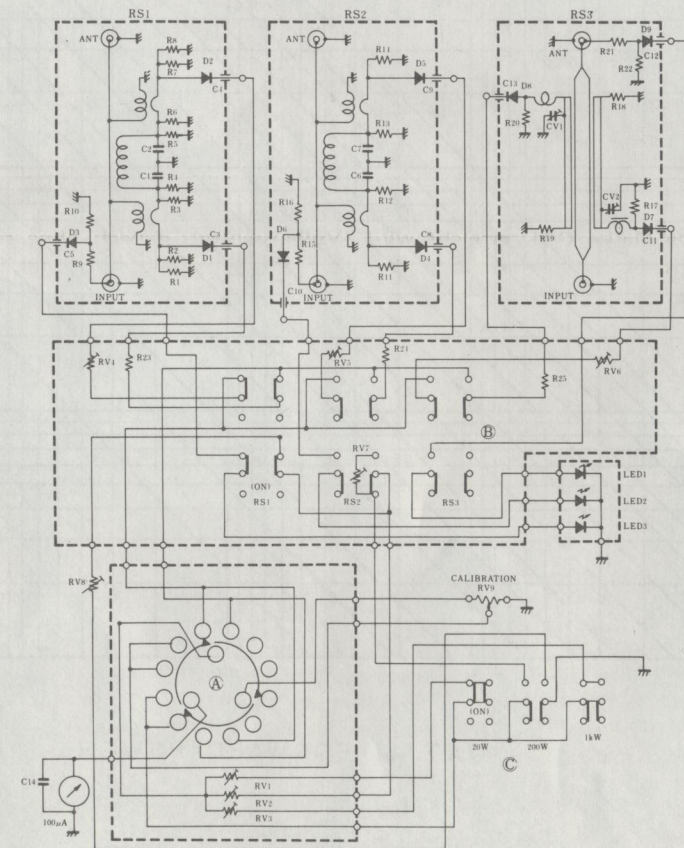 RS1
RS2
RS3
ANT
R8
D2
R7
C4
R6
R5
C2
C1
R4
R3
R10
D3
C5
R9
C3
D1
R2
R1
INPUT
ANT
R11
D5
C9
R13
C7
C6
R12
R16
D6
R15
C8
D4
R11
C10
INPUT
ANT
R21
D9
C12
R22
C13
D8
R20
CV1
R18
CV2
R17
D7
C11
R19
INPUT
RV4
R23
RV5
R21
R25
RV6
B
RV7
(ON)
RS1
RS2
RS3
LED1
LED2
LED3
RV8
CALIBRATION
RV9
A
(ON)
20W
200W
1kW
C
RV1
RV2
RV3
C14
100μA